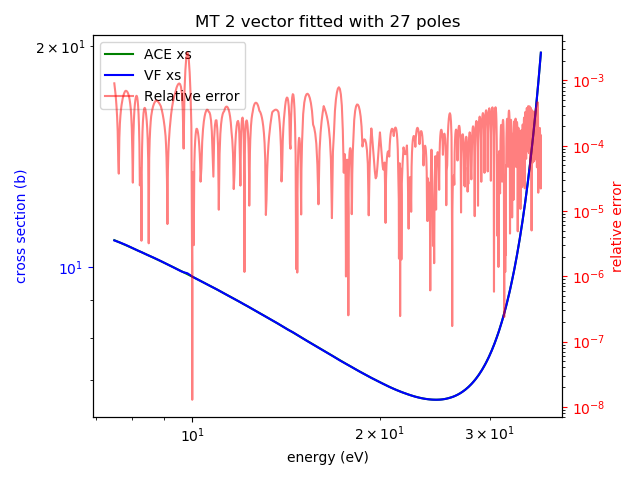 MT 2 vector fitted with 27 poles
ACE xs
VF xs
Relative error
cross section (b)
2 × 10¹
10¹
10⁻³
10⁻⁴
10⁻⁵
10⁻⁶
10⁻⁷
10⁻⁸
relative error
10¹ 2 × 10¹ 3 × 10¹
energy (eV)